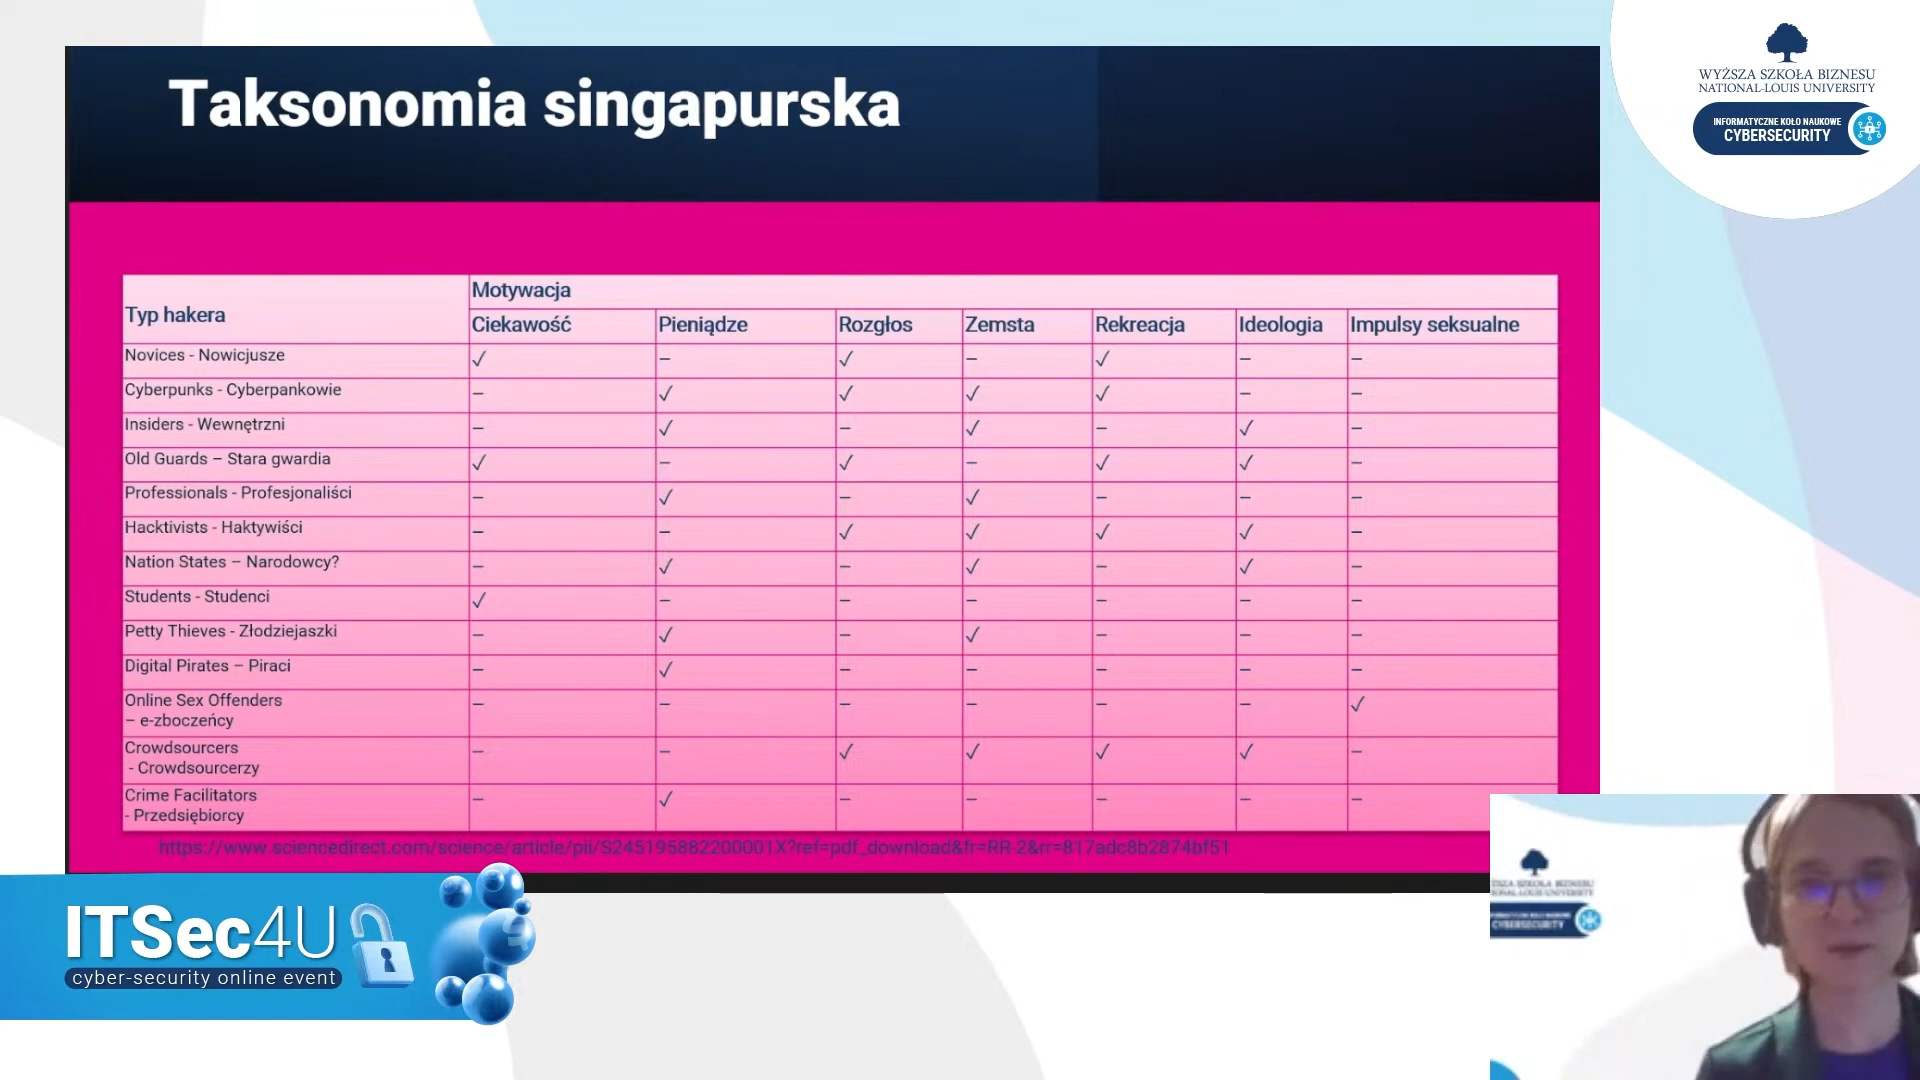 Taksonomia singapurska
WYŻSZA SZKOŁA BIZNESU
NATIONAL-LOUIS UNIVERSITY
INFORMATYCZNE KOŁO NAUKOWE
CYBERSECURITY
Typ hakera
Motywacja
Ciekawość Pieniądze Rozgłos Zemsta Rekreacja Ideologia Impulsy seksualne
Novices - Nowicjusze ✓ – ✓ – ✓ – –
Cyberpunks - Cyberpankowie – ✓ ✓ ✓ ✓ – –
Insiders - Wewnętrzni – ✓ – ✓ – ✓ –
Old Guards – Stara gwardia ✓ – ✓ – ✓ ✓ –
Professionals - Profesjonaliści – ✓ – ✓ – – –
Hacktivists - Haktywiści – – ✓ ✓ ✓ ✓ –
Nation States – Narodowcy? – ✓ – ✓ – ✓ –
Students - Studenci ✓ – – – – – –
Petty Thieves - Złodziejaszki – ✓ – ✓ – – –
Digital Pirates – Piraci – ✓ – – – – –
Online Sex Offenders – – – – – – ✓
– e-zboczeńcy
Crowdsourcers – – ✓ ✓ ✓ ✓ –
- Crowdsourcerzy
Crime Facilitators – ✓ – – – – –
- Przedsiębiorcy
https://www.sciencedirect.com/science/article/pii/S245195882200001X?ref=pdf_download&fr=RR-2&rr=817adc8b2874bf51
ITSec4U
cyber-security online event